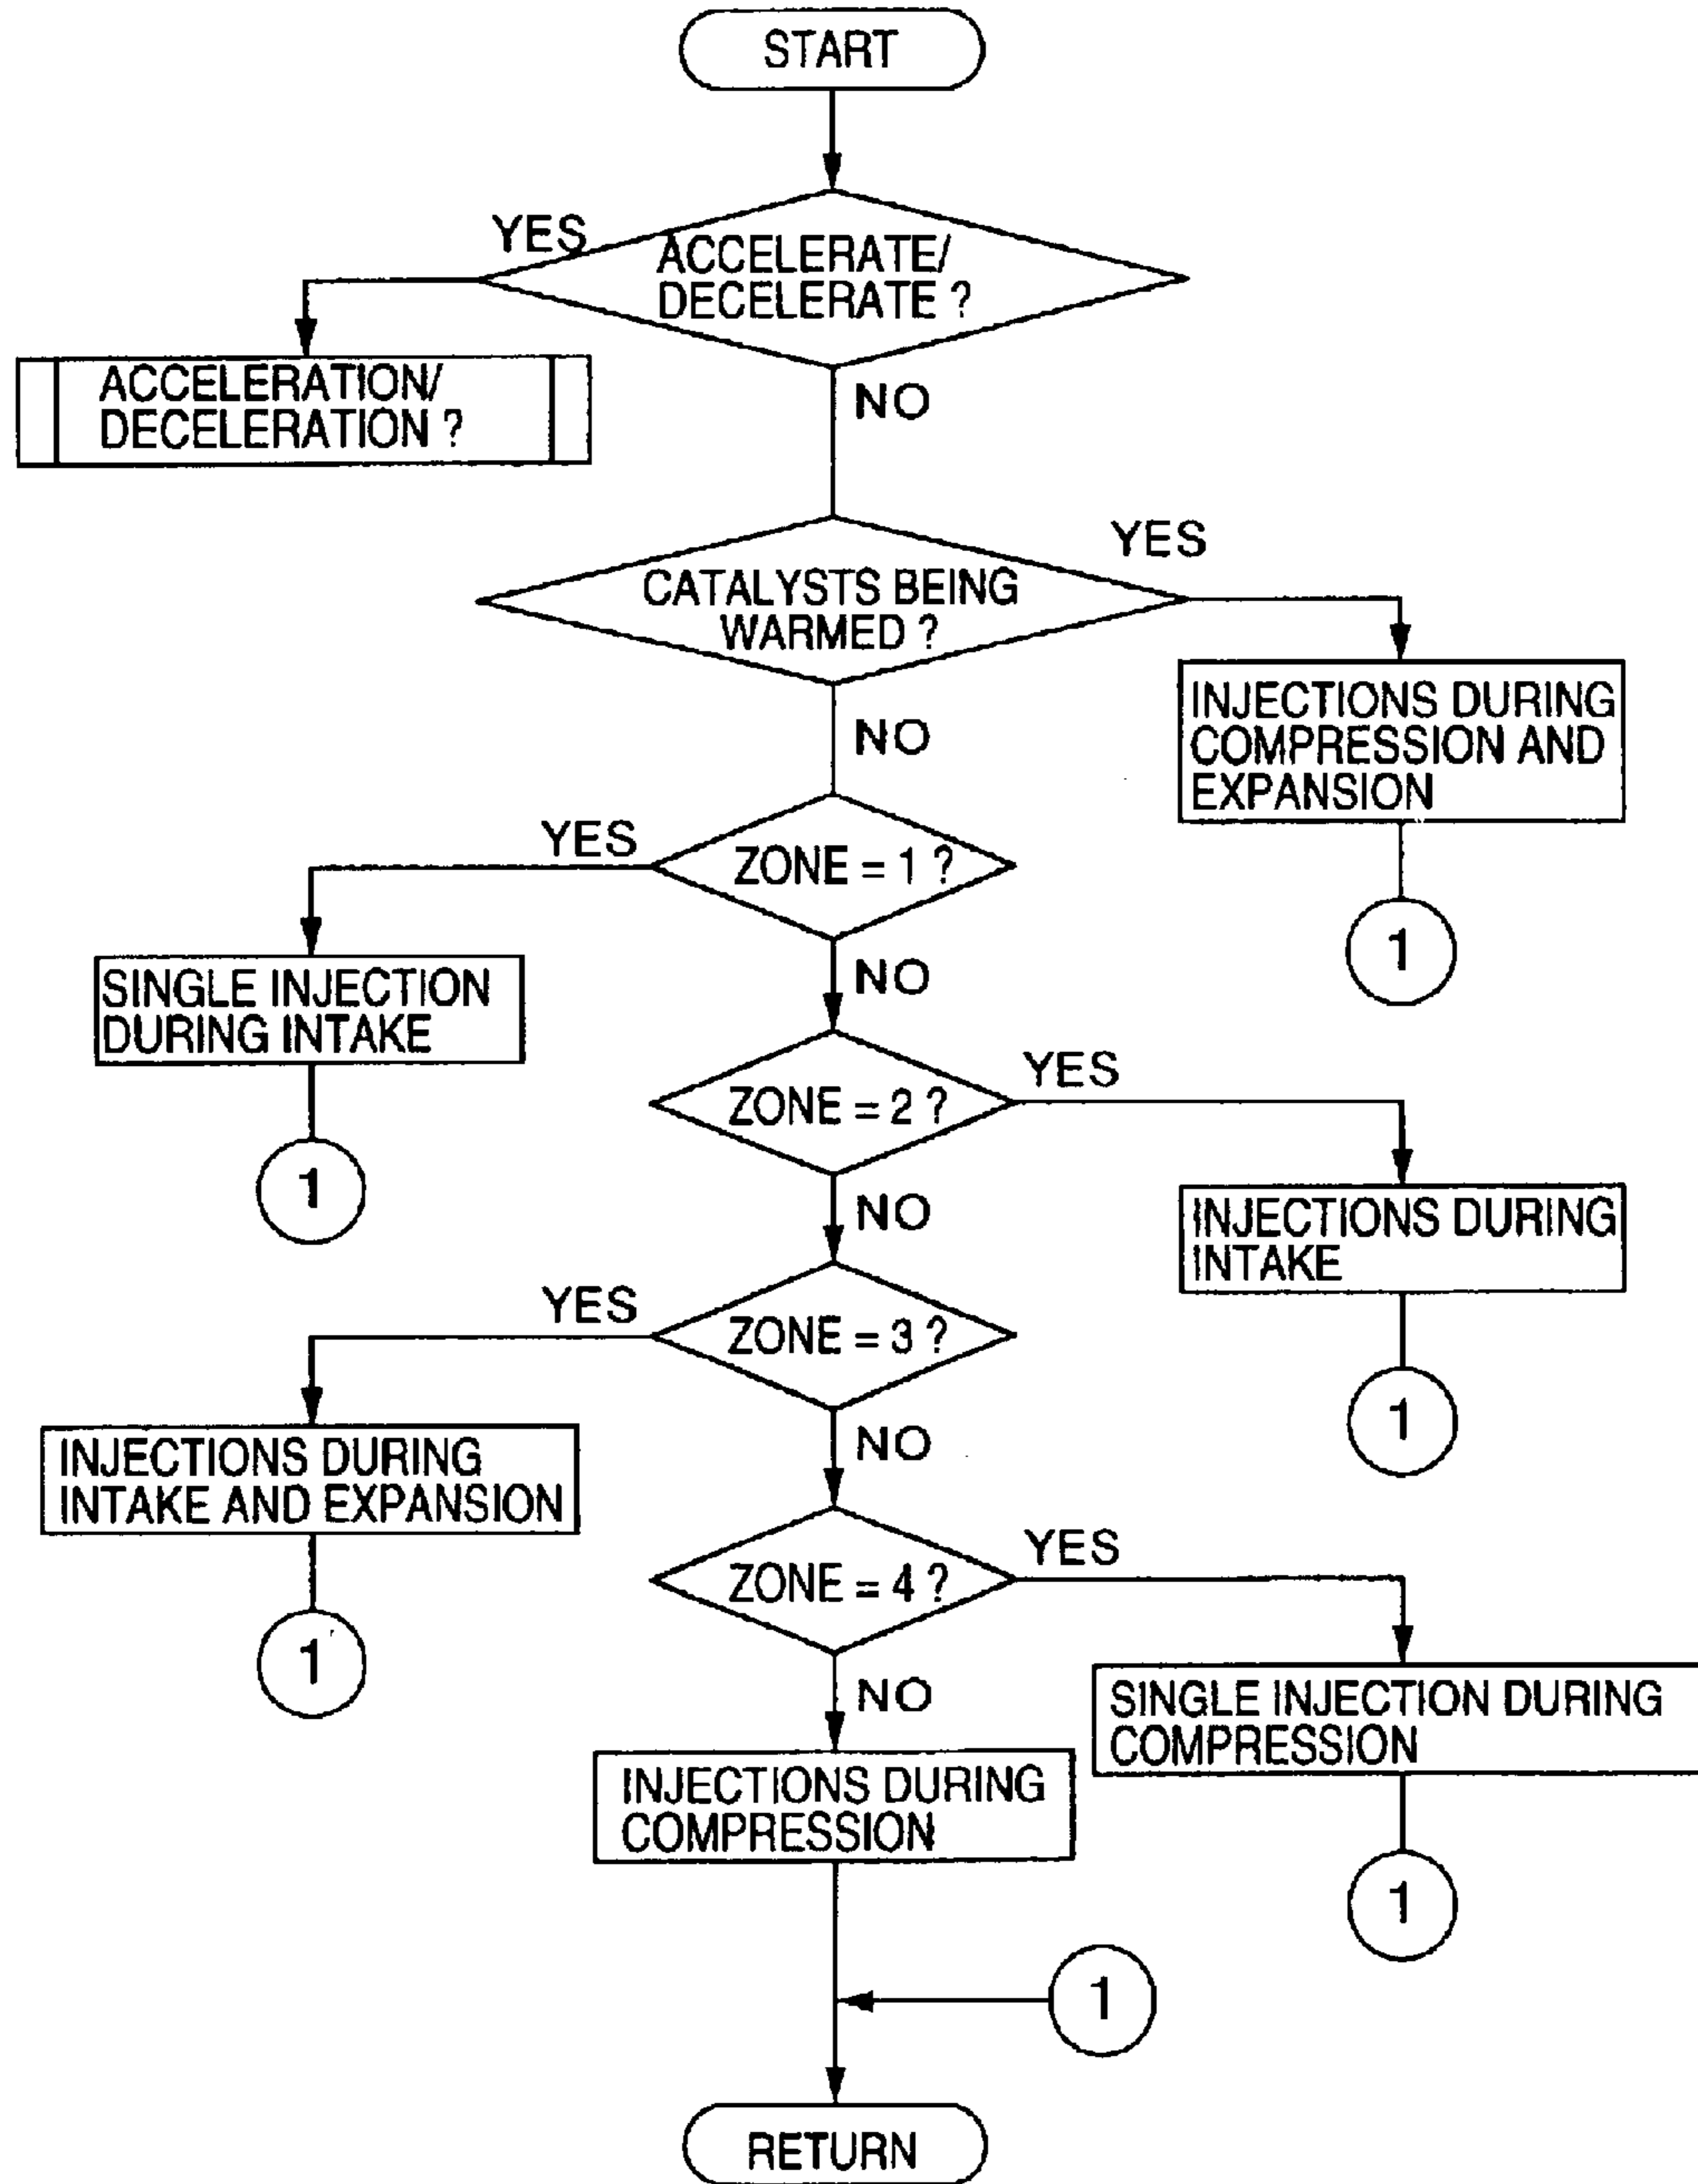 START
YES
ACCELERATE/
DECELERATE ?
ACCELERATION/
DECELERATION ?
NO
YES
CATALYSTS BEING
WARMED ?
INJECTIONS DURING
COMPRESSION AND
EXPANSION
NO
YES
ZONE = 1 ?
1
SINGLE INJECTION
DURING INTAKE
NO
YES
ZONE = 2 ?
1
NO
INJECTIONS DURING
INTAKE
YES
ZONE = 3 ?
1
INJECTIONS DURING
INTAKE AND EXPANSION
NO
YES
ZONE = 4 ?
1
NO
SINGLE INJECTION DURING
COMPRESSION
INJECTIONS DURING
COMPRESSION
1
1
RETURN